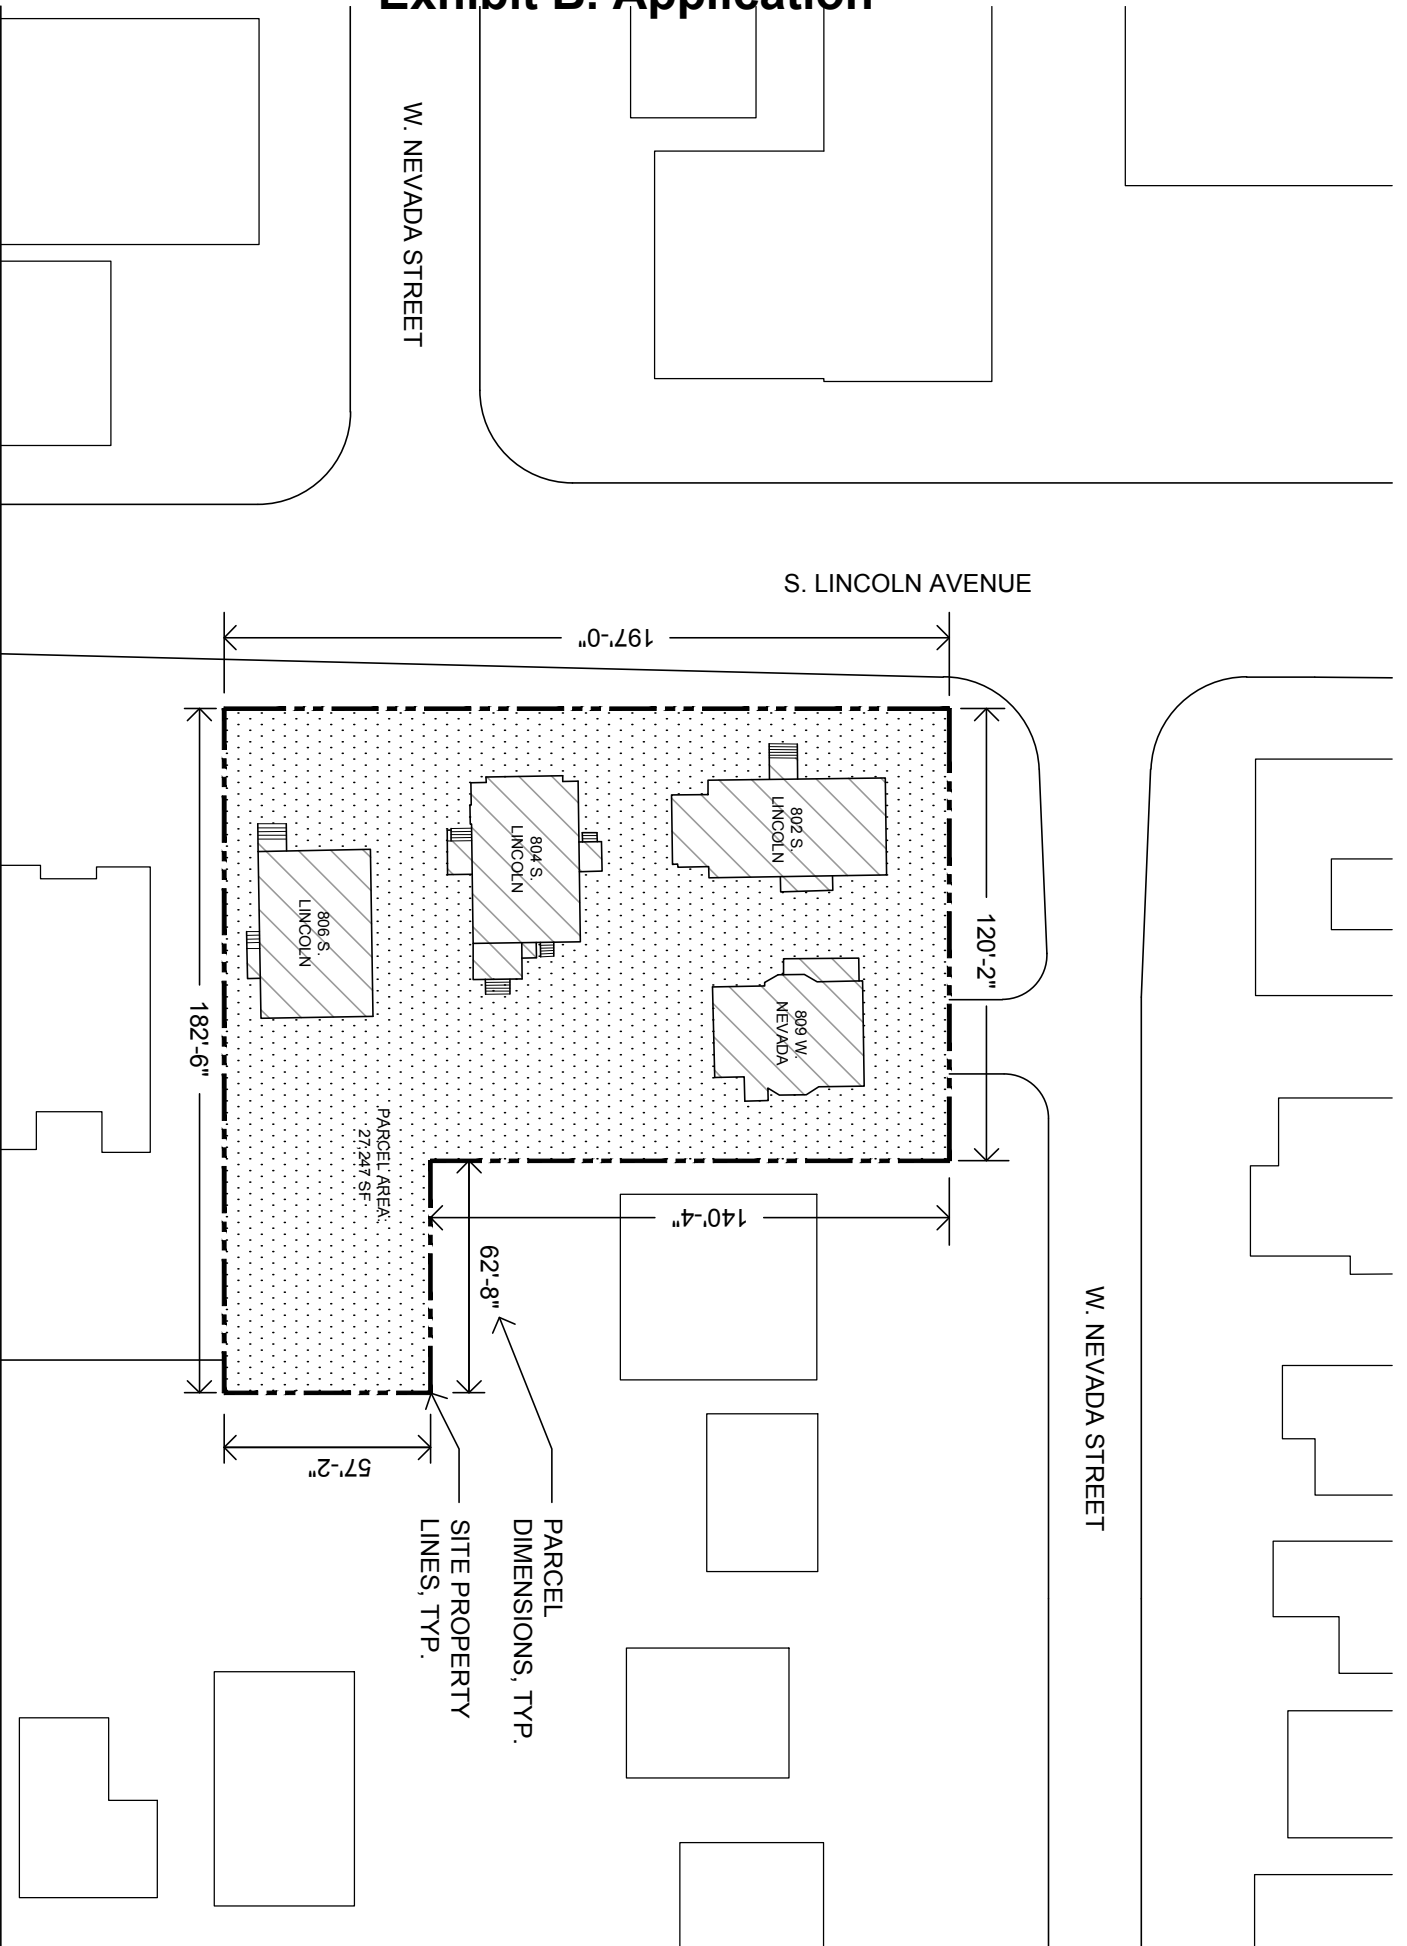 Exhibit B: Application
W. NEVADA STREET
S. LINCOLN AVENUE
197'-0"
120'-2"
802 S.
LINCOLN
804 S.
LINCOLN
806 S.
LINCOLN
809 W.
NEVADA
182'-6"
PARCEL AREA:
27,247 SF
140'-4"
62'-8"
57'-2"
W. NEVADA STREET
PARCEL
DIMENSIONS, TYP.
SITE PROPERTY
LINES, TYP.